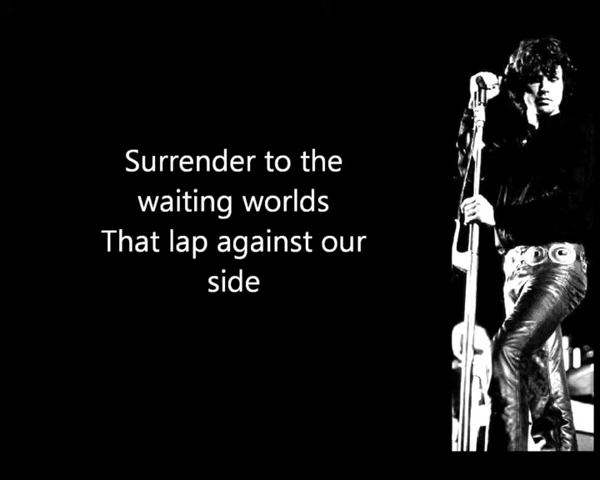 Surrender to the
waiting worlds
That lap against our
side